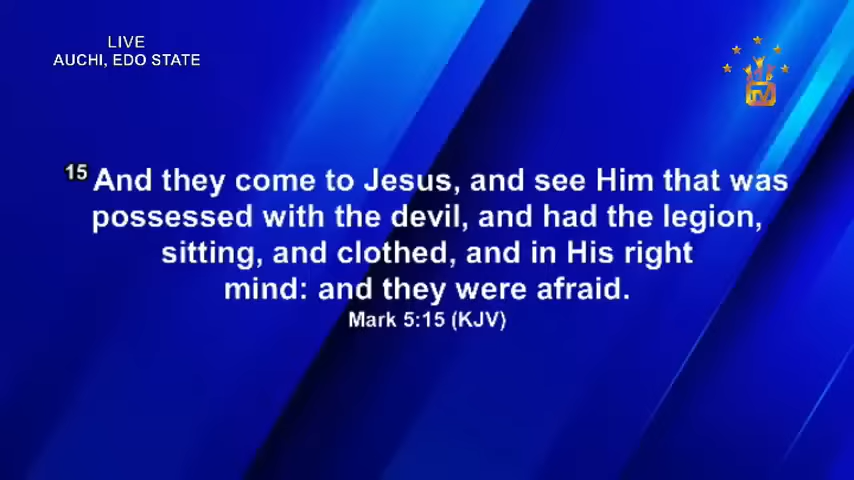 LIVE
AUCHI, EDO STATE
TV
15 And they come to Jesus, and see Him that was
possessed with the devil, and had the legion,
sitting, and clothed, and in His right
mind: and they were afraid.
Mark 5:15 (KJV)